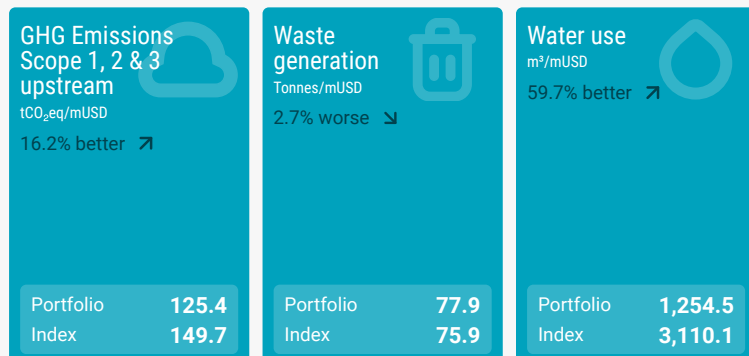 GHG Emissions
Scope 1, 2 & 3
upstream
tCO₂eq/mUSD
16.2% better
Portfolio 125.4
Index 149.7
Waste
generation
Tonnes/mUSD
2.7% worse
Portfolio 77.9
Index 75.9
Water use
m³/mUSD
59.7% better
Portfolio 1,254.5
Index 3,110.1